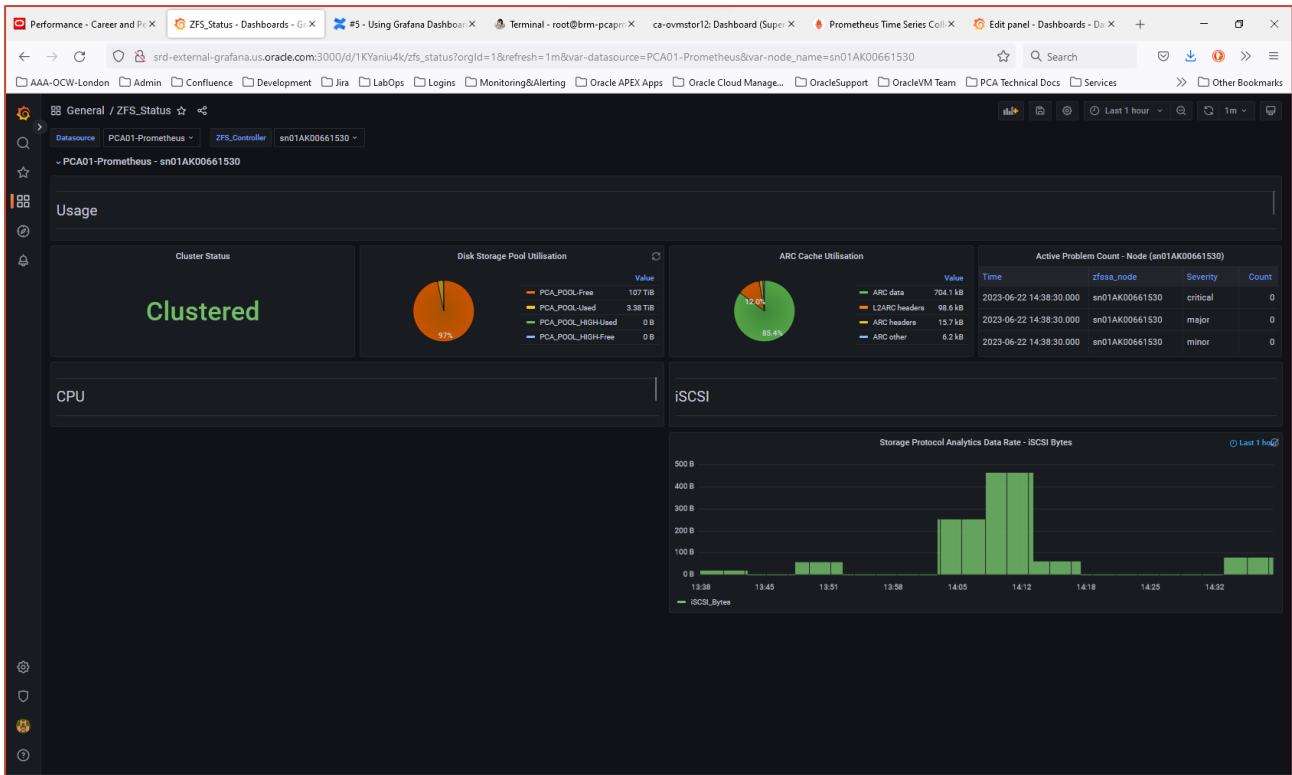 Performance - Career and Pe
ZFS_Status - Dashboards - Gr
#5 - Using Grafana Dashboar
Terminal - root@brm-pcapm
ca-ovmstor12: Dashboard (Super
Prometheus Time Series Coll
Edit panel - Dashboards - Da
srd-external-grafana.us.oracle.com:3000/d/1KYaniu4k/zfs_status?orgId=1&refresh=1m&var-datasource=PCA01-Prometheus&var-node_name=sn01AK00661530
Search
AAA-OCW-London Admin Confluence Development Jira LabOps Logins Monitoring&Alerting Oracle APEX Apps Oracle Cloud Manage... OracleSupport OracleVM Team PCA Technical Docs Services Other Bookmarks
General / ZFS_Status
Last 1 hour
1m
Datasource PCA01-Prometheus ZFS_Controller sn01AK00661530
PCA01-Prometheus - sn01AK00661530
Usage
Cluster Status
Clustered
Disk Storage Pool Utilisation
97%
Value
PCA_POOL-Free 107 TiB
PCA_POOL-Used 3.38 TiB
PCA_POOL_HIGH-Used 0 B
PCA_POOL_HIGH-Free 0 B
ARC Cache Utilisation
12.0%
85.4%
Value
ARC data 704.1 kB
L2ARC headers 98.6 kB
ARC headers 15.7 kB
ARC other 6.2 kB
Active Problem Count - Node (sn01AK00661530)
Time zfssa_node Severity Count
2023-06-22 14:38:30.000 sn01AK00661530 critical 0
2023-06-22 14:38:30.000 sn01AK00661530 major 0
2023-06-22 14:38:30.000 sn01AK00661530 minor 0
CPU
iSCSI
Storage Protocol Analytics Data Rate - iSCSI Bytes
Last 1 hour
500 B
400 B
300 B
200 B
100 B
0 B
13:38 13:45 13:51 13:58 14:05 14:12 14:18 14:25 14:32
iSCSI_Bytes